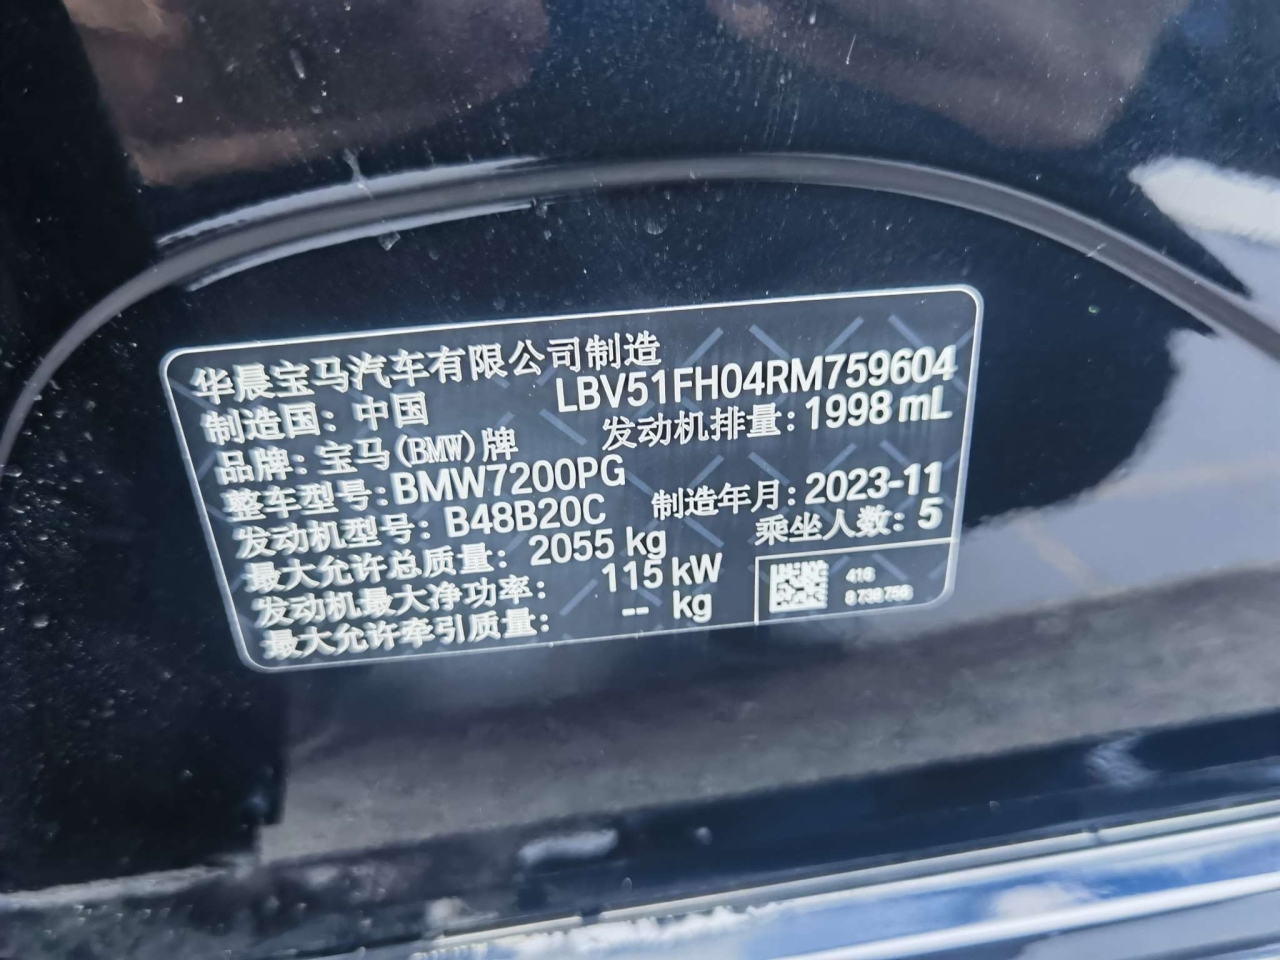 华晨宝马汽车有限公司制造
LBV51FH04RM759604
制造国：中国
发动机排量：1998 mL
品牌：宝马(BMW)牌
整车型号：BMW7200PG
制造年月：2023-11
发动机型号：B48B20C
乘坐人数：5
最大允许总质量：2055 kg
发动机最大净功率：115 kW
最大允许牵引质量：-- kg
416
8738756